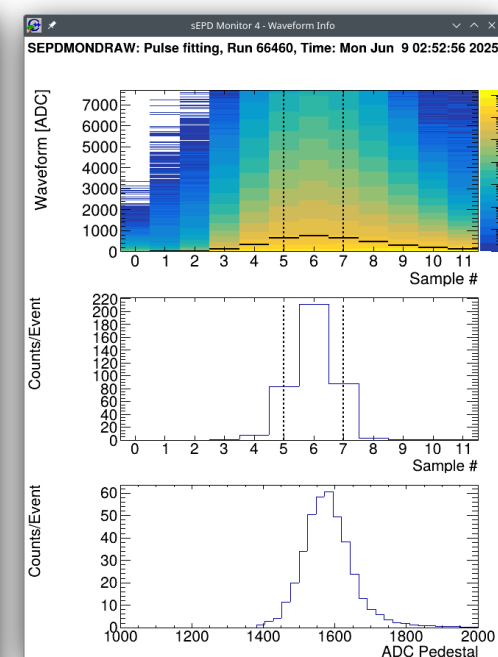 sEPD Monitor 4 - Waveform Info
SEPDMONDRAW: Pulse fitting, Run 66460, Time: Mon Jun 9 02:52:56 2025
Waveform [ADC]
7000
6000
5000
4000
3000
2000
1000
0
0 1 2 3 4 5 6 7 8 9 10 11
Sample #
Counts/Event
220
200
180
160
140
120
100
80
60
40
20
0
0 1 2 3 4 5 6 7 8 9 10 11
Sample #
Counts/Event
60
50
40
30
20
10
0
1000 1200 1400 1600 1800 2000
ADC Pedestal